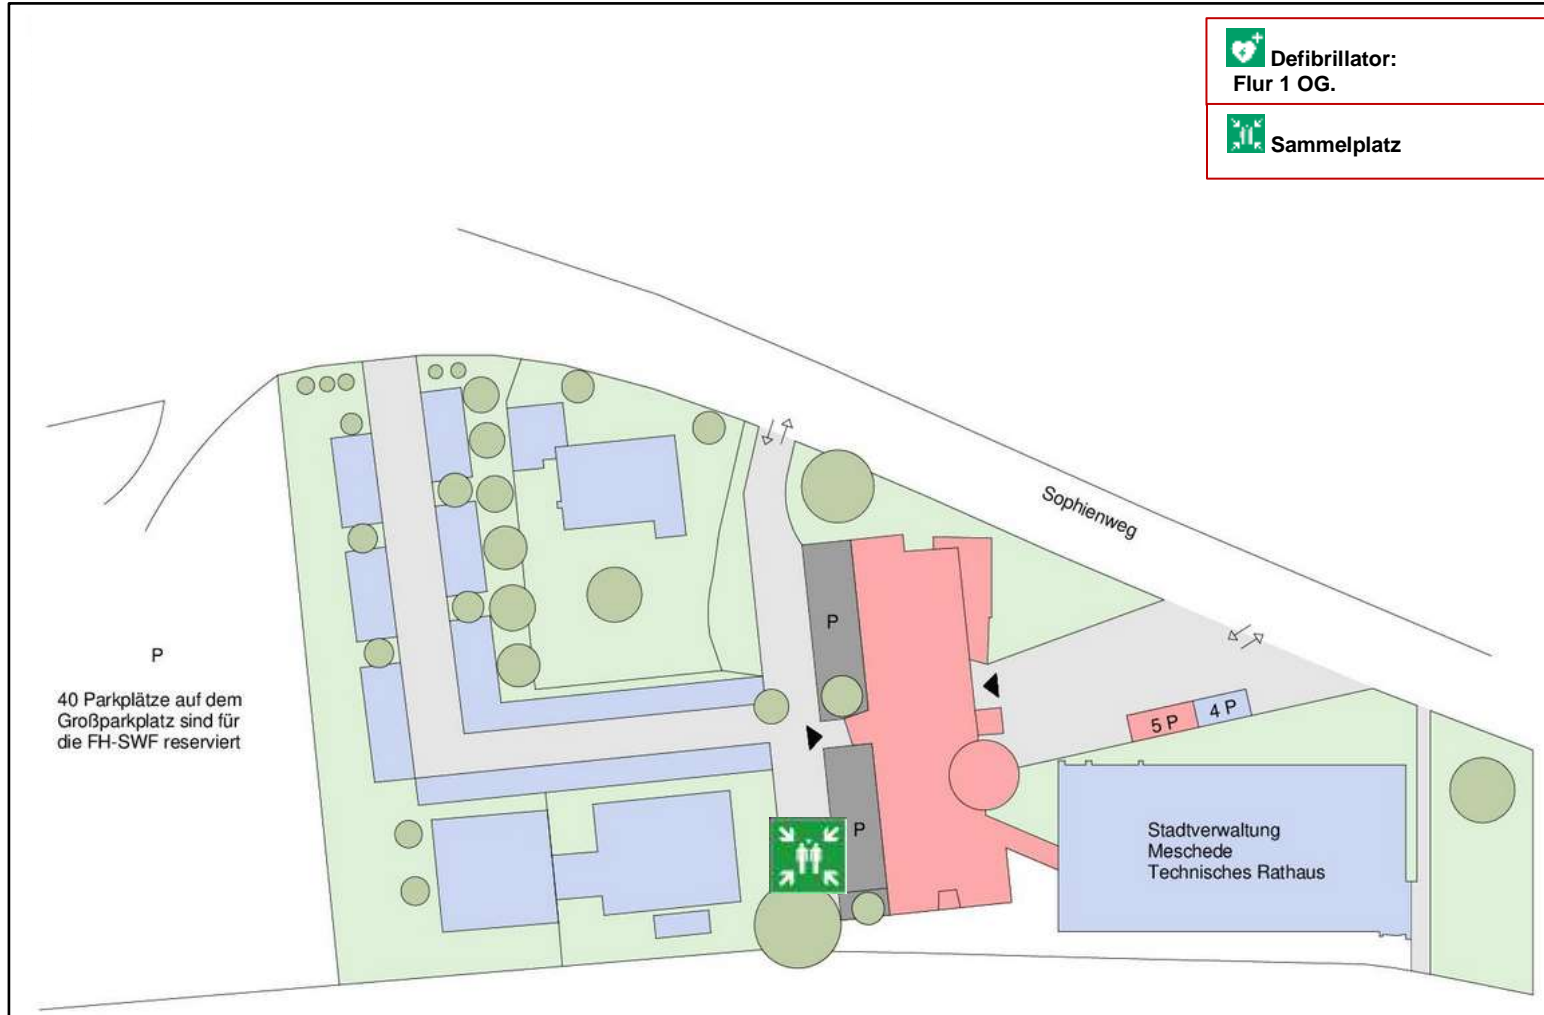 Defibrillator:
Flur 1 OG.
Sammelplatz
Sophienweg
P
P
40 Parkplätze auf dem
Großparkplatz sind für
die FH-SWF reserviert
5 P
4 P
P
Stadtverwaltung
Meschede
Technisches Rathaus